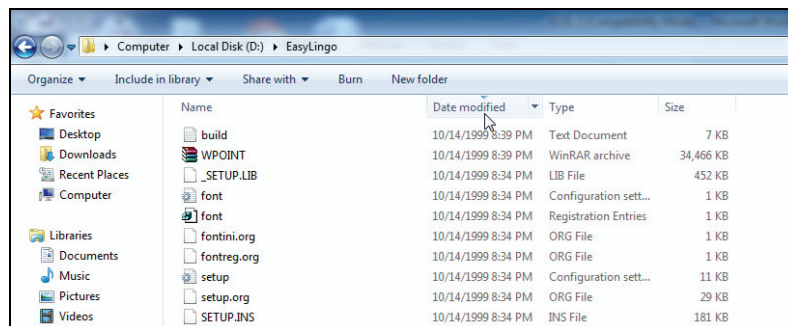 Computer ▸ Local Disk (D:) ▸ EasyLingo
Organize Include in library Share with Burn New folder
Favorites
Desktop
Downloads
Recent Places
Computer
Libraries
Documents
Music
Pictures
Videos
Name Date modified Type Size
build 10/14/1999 8:39 PM Text Document 7 KB
WPOINT 10/14/1999 8:39 PM WinRAR archive 34,466 KB
_SETUP.LIB 10/14/1999 8:34 PM LIB File 452 KB
font 10/14/1999 8:34 PM Configuration sett... 1 KB
font 10/14/1999 8:34 PM Registration Entries 1 KB
fontini.org 10/14/1999 8:34 PM ORG File 1 KB
fontreg.org 10/14/1999 8:34 PM ORG File 1 KB
setup 10/14/1999 8:34 PM Configuration sett... 11 KB
setup.org 10/14/1999 8:34 PM ORG File 29 KB
SETUP.INS 10/14/1999 8:34 PM INS File 181 KB